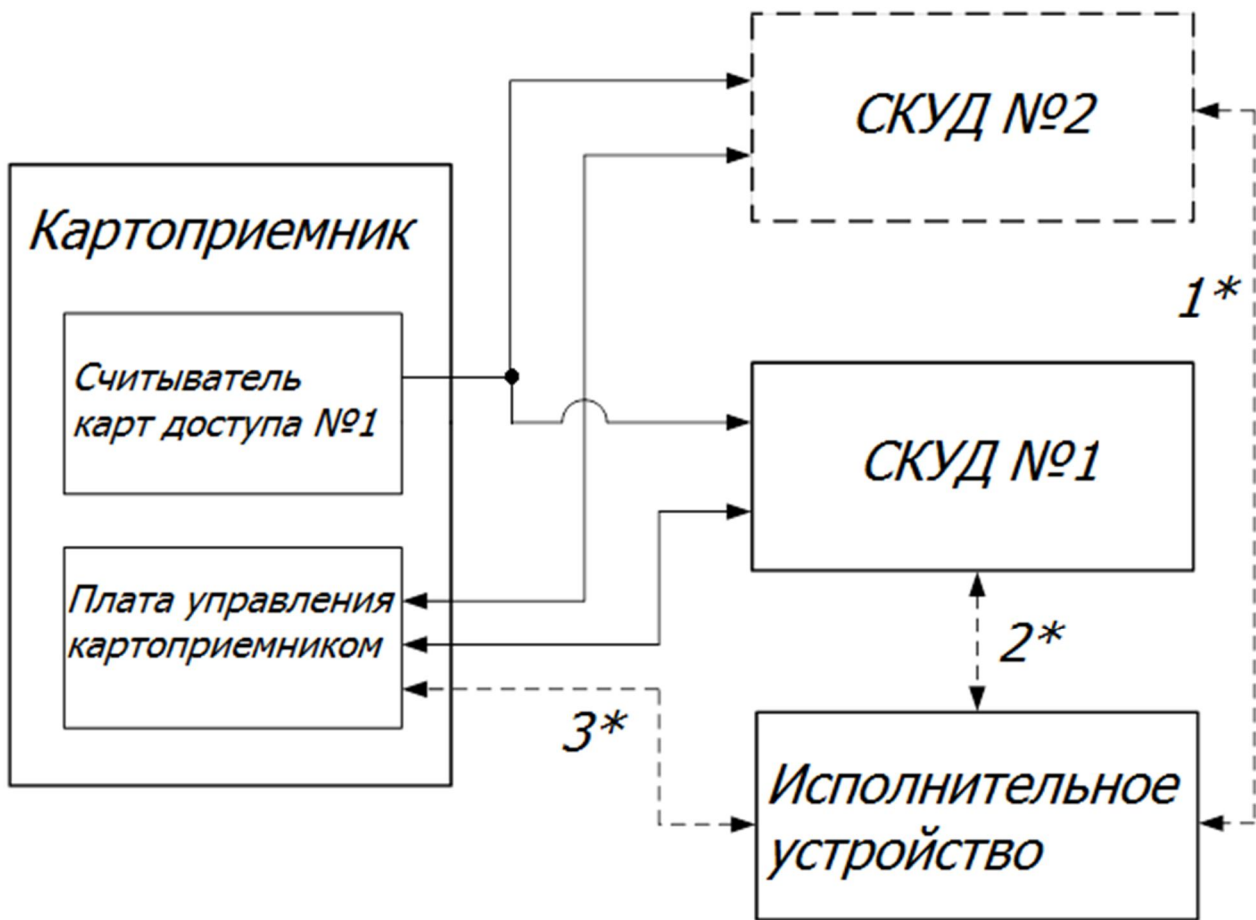 СКУД №2
Картоприемник
1*
Считыватель
карт доступа №1
СКУД №1
Плата управления
картоприемником
2*
3*
Исполнительное
устройство